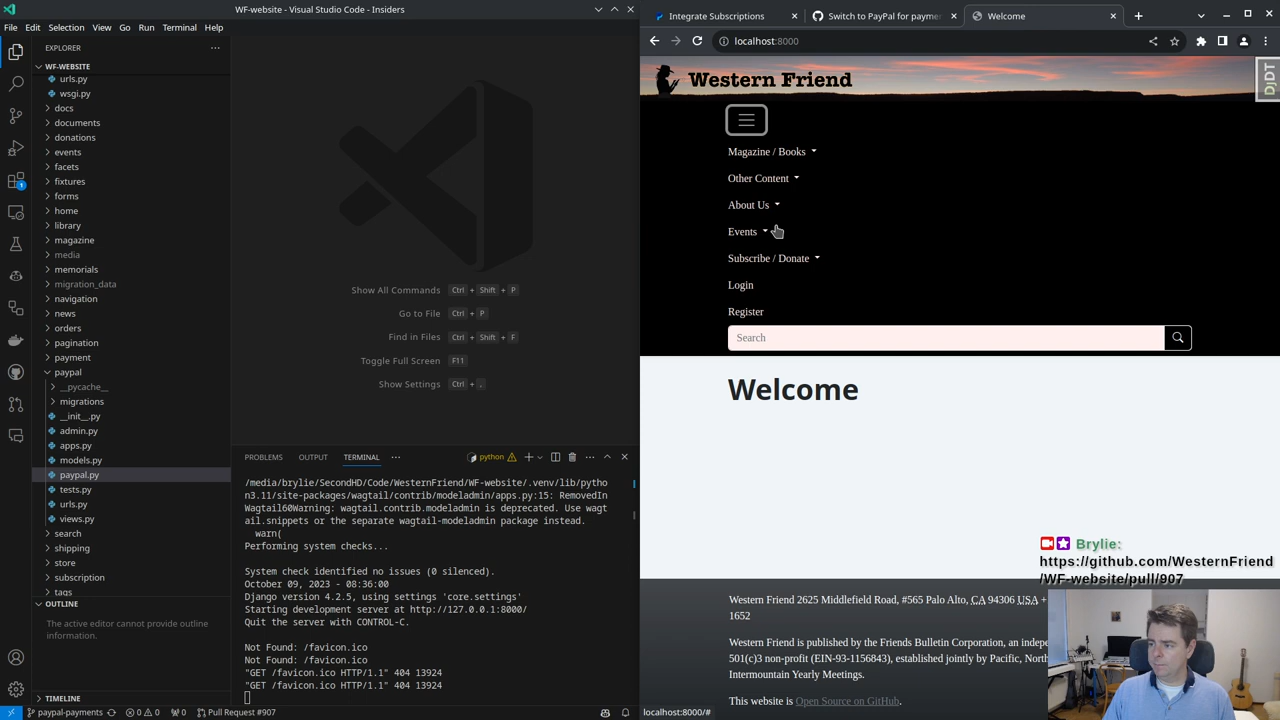 WF-website - Visual Studio Code - Insiders
File Edit Selection View Go Run Terminal Help
EXPLORER
WF-WEBSITE
urls.py
wsgi.py
docs
documents
donations
events
facets
fixtures
forms
home
library
magazine
media
memorials
migration_data
navigation
news
orders
pagination
payment
paypal
__pycache__
migrations
__init__.py
admin.py
apps.py
models.py
paypal.py
tests.py
urls.py
views.py
search
shipping
store
subscription
tags
OUTLINE
The active editor cannot provide outline
information.
TIMELINE
1
Show All Commands Ctrl + Shift + P
Go to File Ctrl + P
Find in Files Ctrl + Shift + F
Toggle Full Screen F11
Show Settings Ctrl + ,
PROBLEMS OUTPUT TERMINAL python
/media/brylie/SecondHD/Code/WesternFriend/WF-website/.venv/lib/pytho
n3.11/site-packages/wagtail/contrib/modeladmin/apps.py:15: RemovedIn
Wagtail60Warning: wagtail.contrib.modeladmin is deprecated. Use wagt
ail.snippets or the separate wagtail-modeladmin package instead.
warn(
Performing system checks...
System check identified no issues (0 silenced).
October 09, 2023 - 08:36:00
Django version 4.2.5, using settings 'core.settings'
Starting development server at http://127.0.0.1:8000/
Quit the server with CONTROL-C.
Not Found: /favicon.ico
Not Found: /favicon.ico
"GET /favicon.ico HTTP/1.1" 404 13924
"GET /favicon.ico HTTP/1.1" 404 13924
paypal-payments 0 0 0 Pull Request #907
Integrate Subscriptions
Switch to PayPal for paymen
Welcome
localhost:8000
Western Friend
DjDT
Magazine / Books
Other Content
About Us
Events
Subscribe / Donate
Login
Register
Search
Welcome
Brylie:
https://github.com/WesternFriend
/WF-website/pull/907
Western Friend 2625 Middlefield Road, #565 Palo Alto, CA 94306 USA +
1652
Western Friend is published by the Friends Bulletin Corporation, an indepe
501(c)3 non-profit (EIN-93-1156843), established jointly by Pacific, North
Intermountain Yearly Meetings.
This website is Open Source on GitHub.
localhost:8000/#